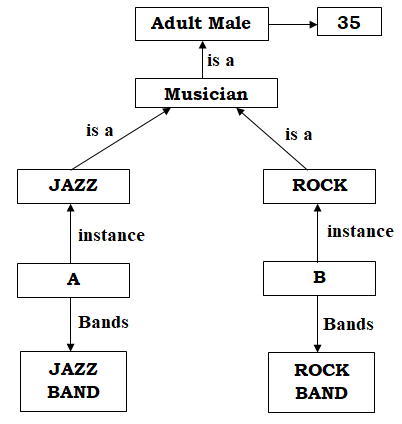 Adult Male
35
is a
Musician
is a
is a
JAZZ
ROCK
instance
instance
A
B
Bands
Bands
JAZZ
BAND
ROCK
BAND